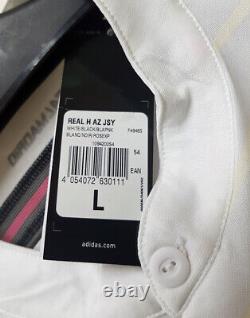 REAL H AZ JSY
WHITE/BLACK/BLAPNK
BLANC/NOIR/ROSEXP
54
EAN
4 054072 630111
L
adidas.com